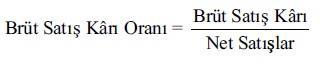 Brüt Satış Kârı Oranı = Brüt Satış Kârı
Net Satışlar